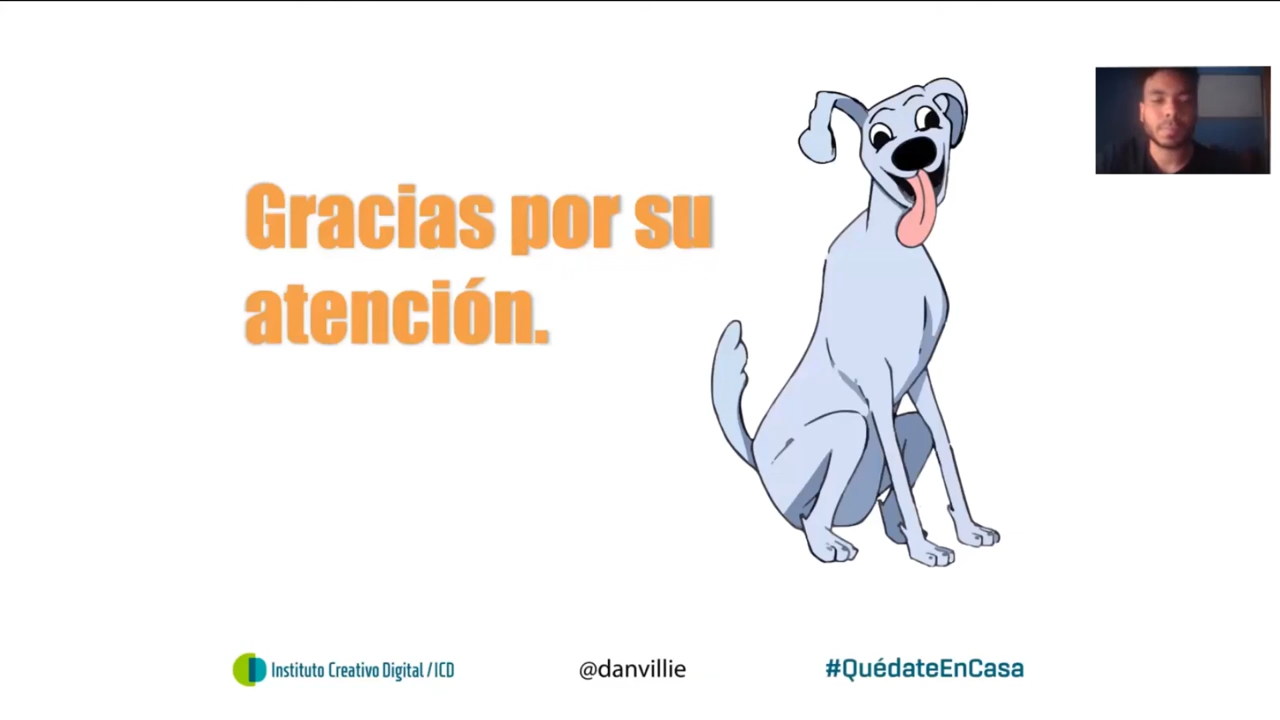 Gracias por su
atención.
Instituto Creativo Digital / ICD
@danvillie
#QuédateEnCasa